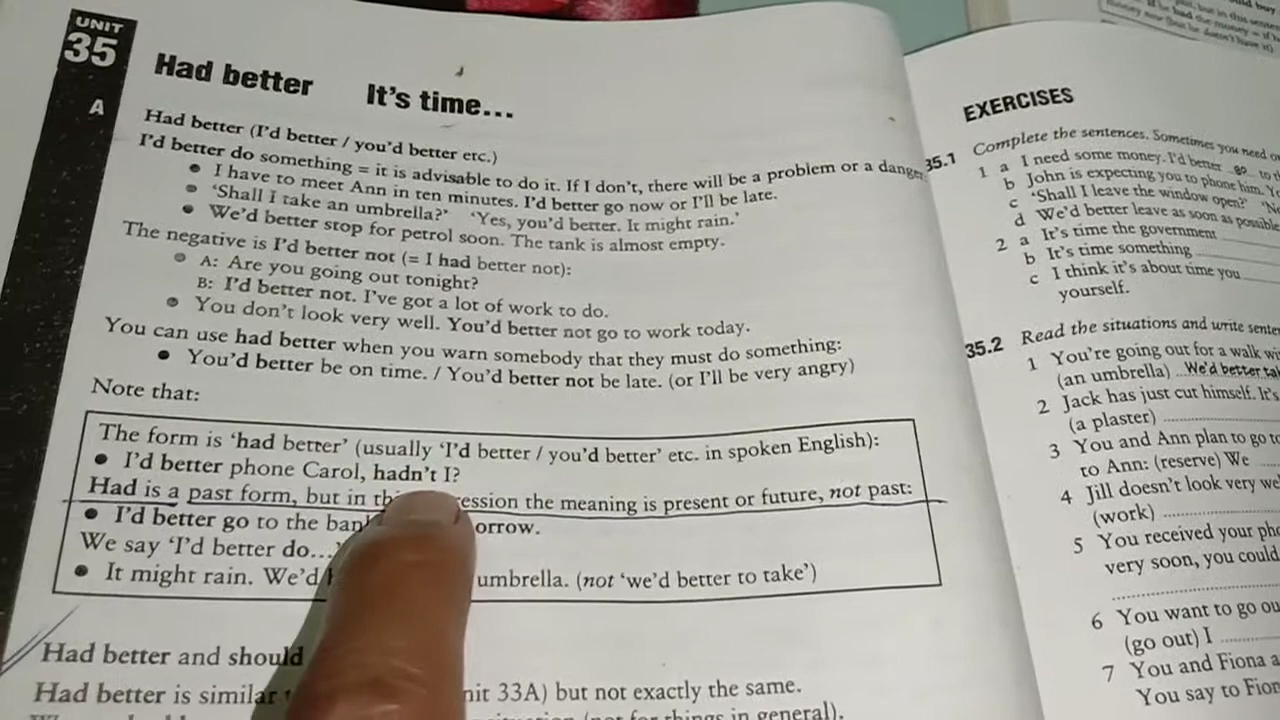 UNIT
35
Had better It's time...
A
Had better (I'd better / you'd better etc.)
I'd better do something = it is advisable to do it. If I don't, there will be a problem or a danger
• I have to meet Ann in ten minutes. I'd better go now or I'll be late.
• 'Shall I take an umbrella?' 'Yes, you'd better. It might rain.'
• We'd better stop for petrol soon. The tank is almost empty.
The negative is I'd better not (= I had better not):
• A: Are you going out tonight?
B: I'd better not. I've got a lot of work to do.
• You don't look very well. You'd better not go to work today.
You can use had better when you warn somebody that they must do something:
• You'd better be on time. / You'd better not be late. (or I'll be very angry)
Note that:
The form is 'had better' (usually 'I'd better / you'd better' etc. in spoken English):
• I'd better phone Carol, hadn't I?
Had is a past form, but in the meaning is present or future, not past:
• I'd better go to the
We say 'I'd better do...
• It might rain. umbrella. (not 'we'd better to take')
Had better and should
Had better is similar 33A) but not exactly the same.
(not for things in general).
EXERCISES
35.1 Complete the sentences. Sometimes you need
1 a I need some money. I'd better go
b John is expecting you to phone him.
c 'Shall I leave the window open?'
d We'd better leave as soon as possible
2 a It's time the government
b It's time something
c I think it's about time you
yourself.
35.2 Read the situations and write
1 You're going out for a walk
(an umbrella) We'd better
2 Jack has just cut himself. It's
(a plaster)
3 You and Ann plan to go
to Ann: (reserve) We
4 Jill doesn't look very
(work)
5 You received your
very soon, you could
6 You want to go
(go out) I
7 You and Fiona
You say to